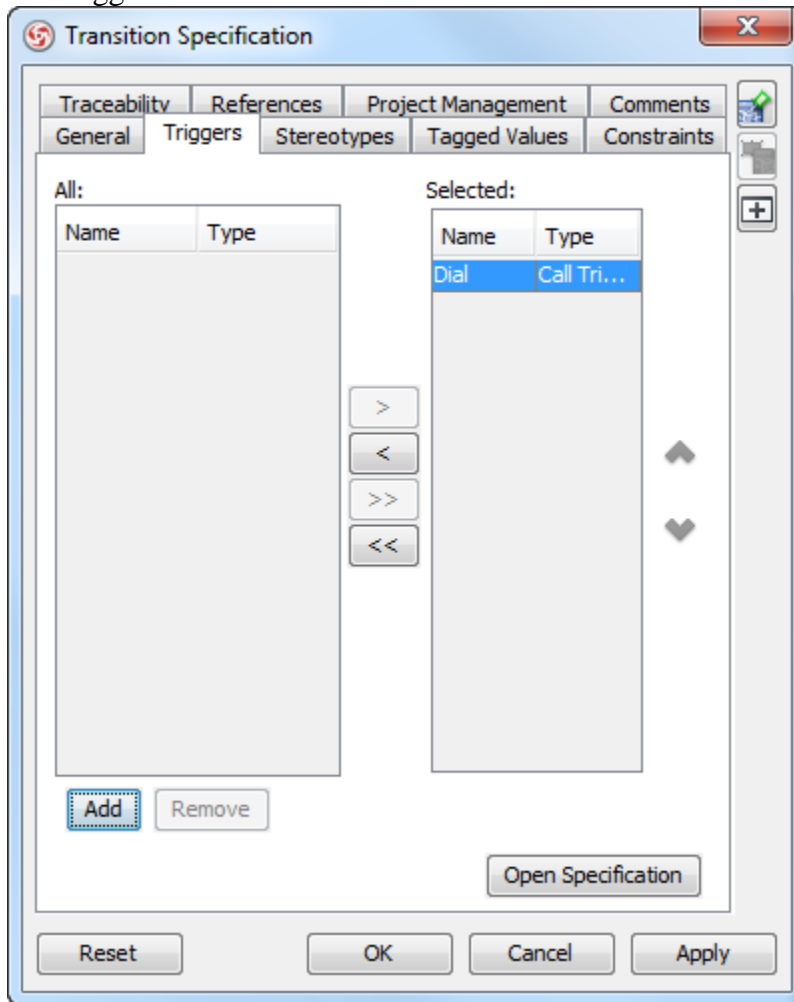 Transition Specification
Traceability References Project Management Comments
General Triggers Stereotypes Tagged Values Constraints
All: Selected:
Name Type Name Type
Dial Call Tri...
>
<
>>
<<
Add Remove
Open Specification
Reset OK Cancel Apply